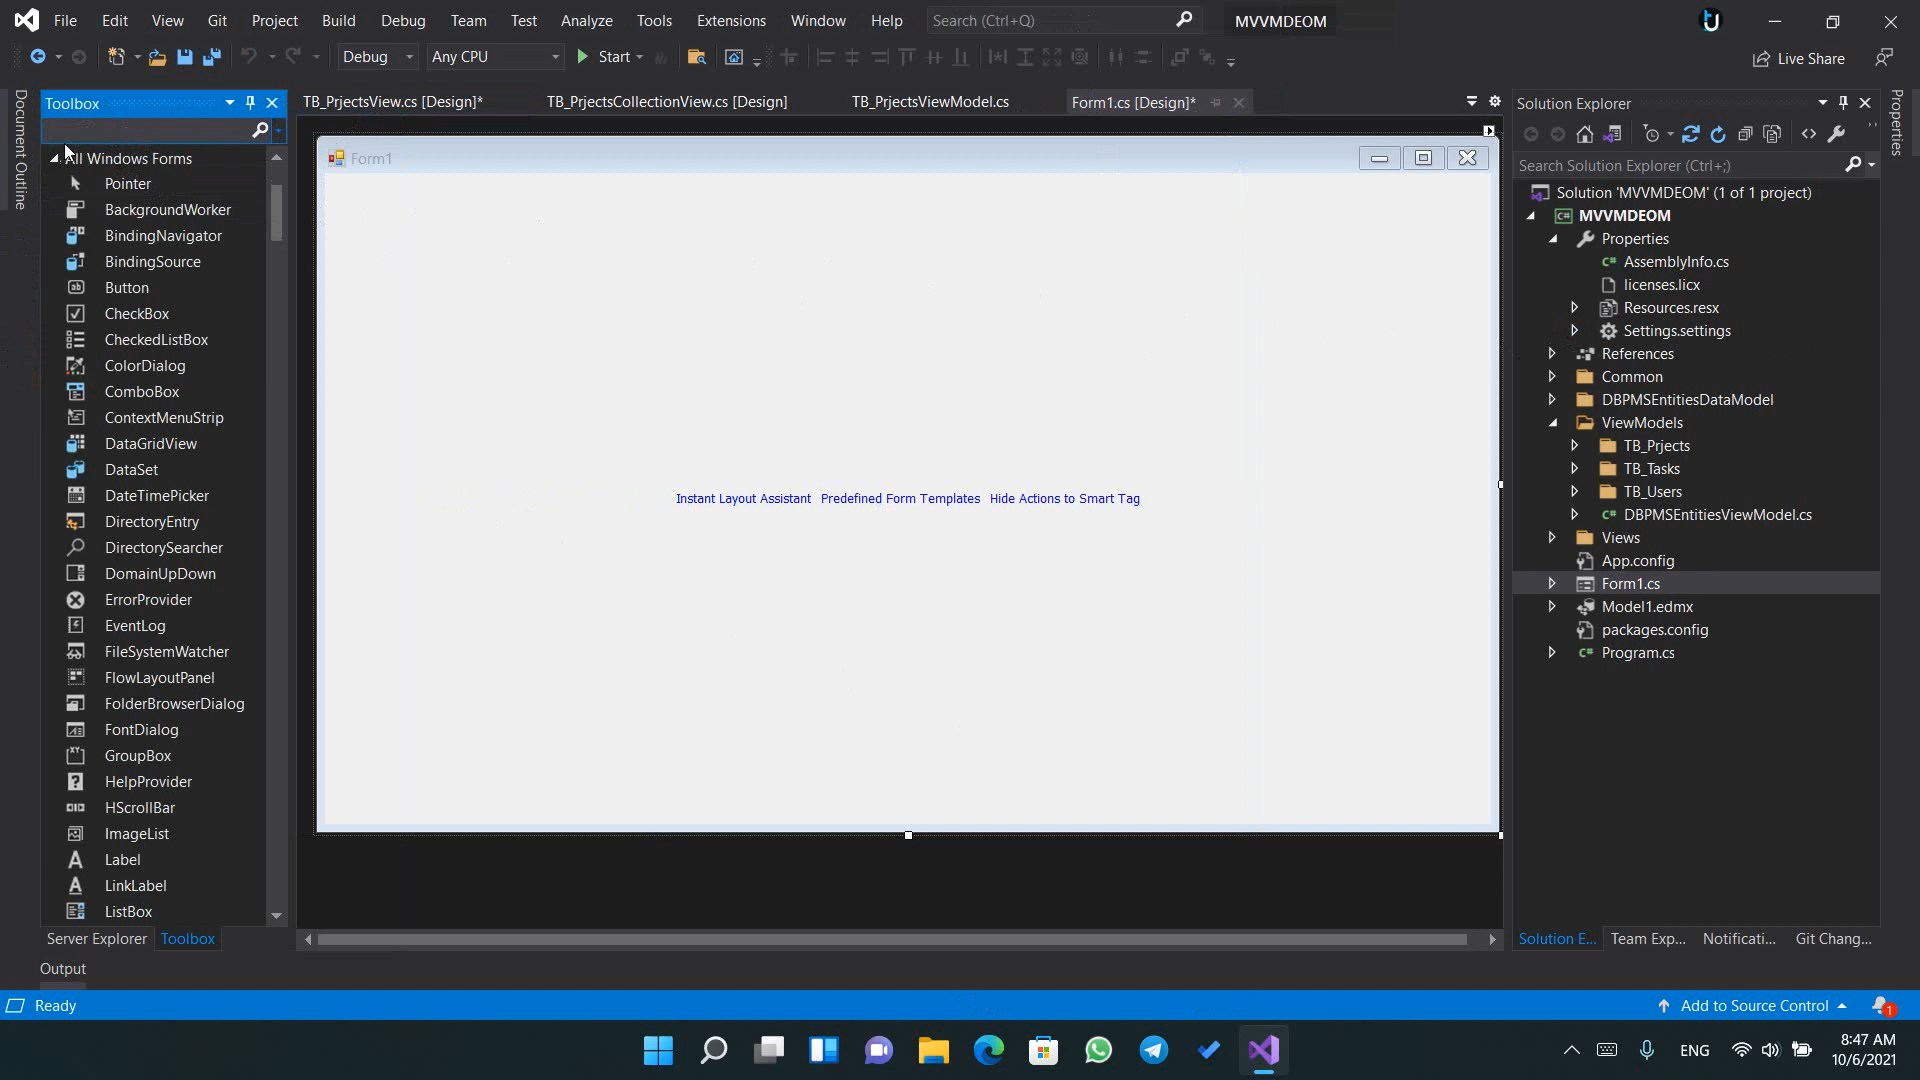 File Edit View Git Project Build Debug Team Test Analyze Tools Extensions Window Help Search (Ctrl+Q) MVVMDEOM
Debug Any CPU Start Live Share
Document Outline
Toolbox
All Windows Forms
Pointer
BackgroundWorker
BindingNavigator
BindingSource
Button
CheckBox
CheckedListBox
ColorDialog
ComboBox
ContextMenuStrip
DataGridView
DataSet
DateTimePicker
DirectoryEntry
DirectorySearcher
DomainUpDown
ErrorProvider
EventLog
FileSystemWatcher
FlowLayoutPanel
FolderBrowserDialog
FontDialog
GroupBox
HelpProvider
HScrollBar
ImageList
Label
LinkLabel
ListBox
Server Explorer Toolbox
Output
TB_PrjectsView.cs [Design]* TB_PrjectsCollectionView.cs [Design] TB_PrjectsViewModel.cs Form1.cs [Design]*
Form1
Instant Layout Assistant Predefined Form Templates Hide Actions to Smart Tag
Solution Explorer
Search Solution Explorer (Ctrl+;)
Solution 'MVVMDEOM' (1 of 1 project)
MVVMDEOM
Properties
AssemblyInfo.cs
licenses.licx
Resources.resx
Settings.settings
References
Common
DBPMSEntitiesDataModel
ViewModels
TB_Prjects
TB_Tasks
TB_Users
DBPMSEntitiesViewModel.cs
Views
App.config
Form1.cs
Model1.edmx
packages.config
Program.cs
Solution E... Team Exp... Notificati... Git Chang...
Properties
Ready Add to Source Control 1
ENG 8:47 AM
10/6/2021